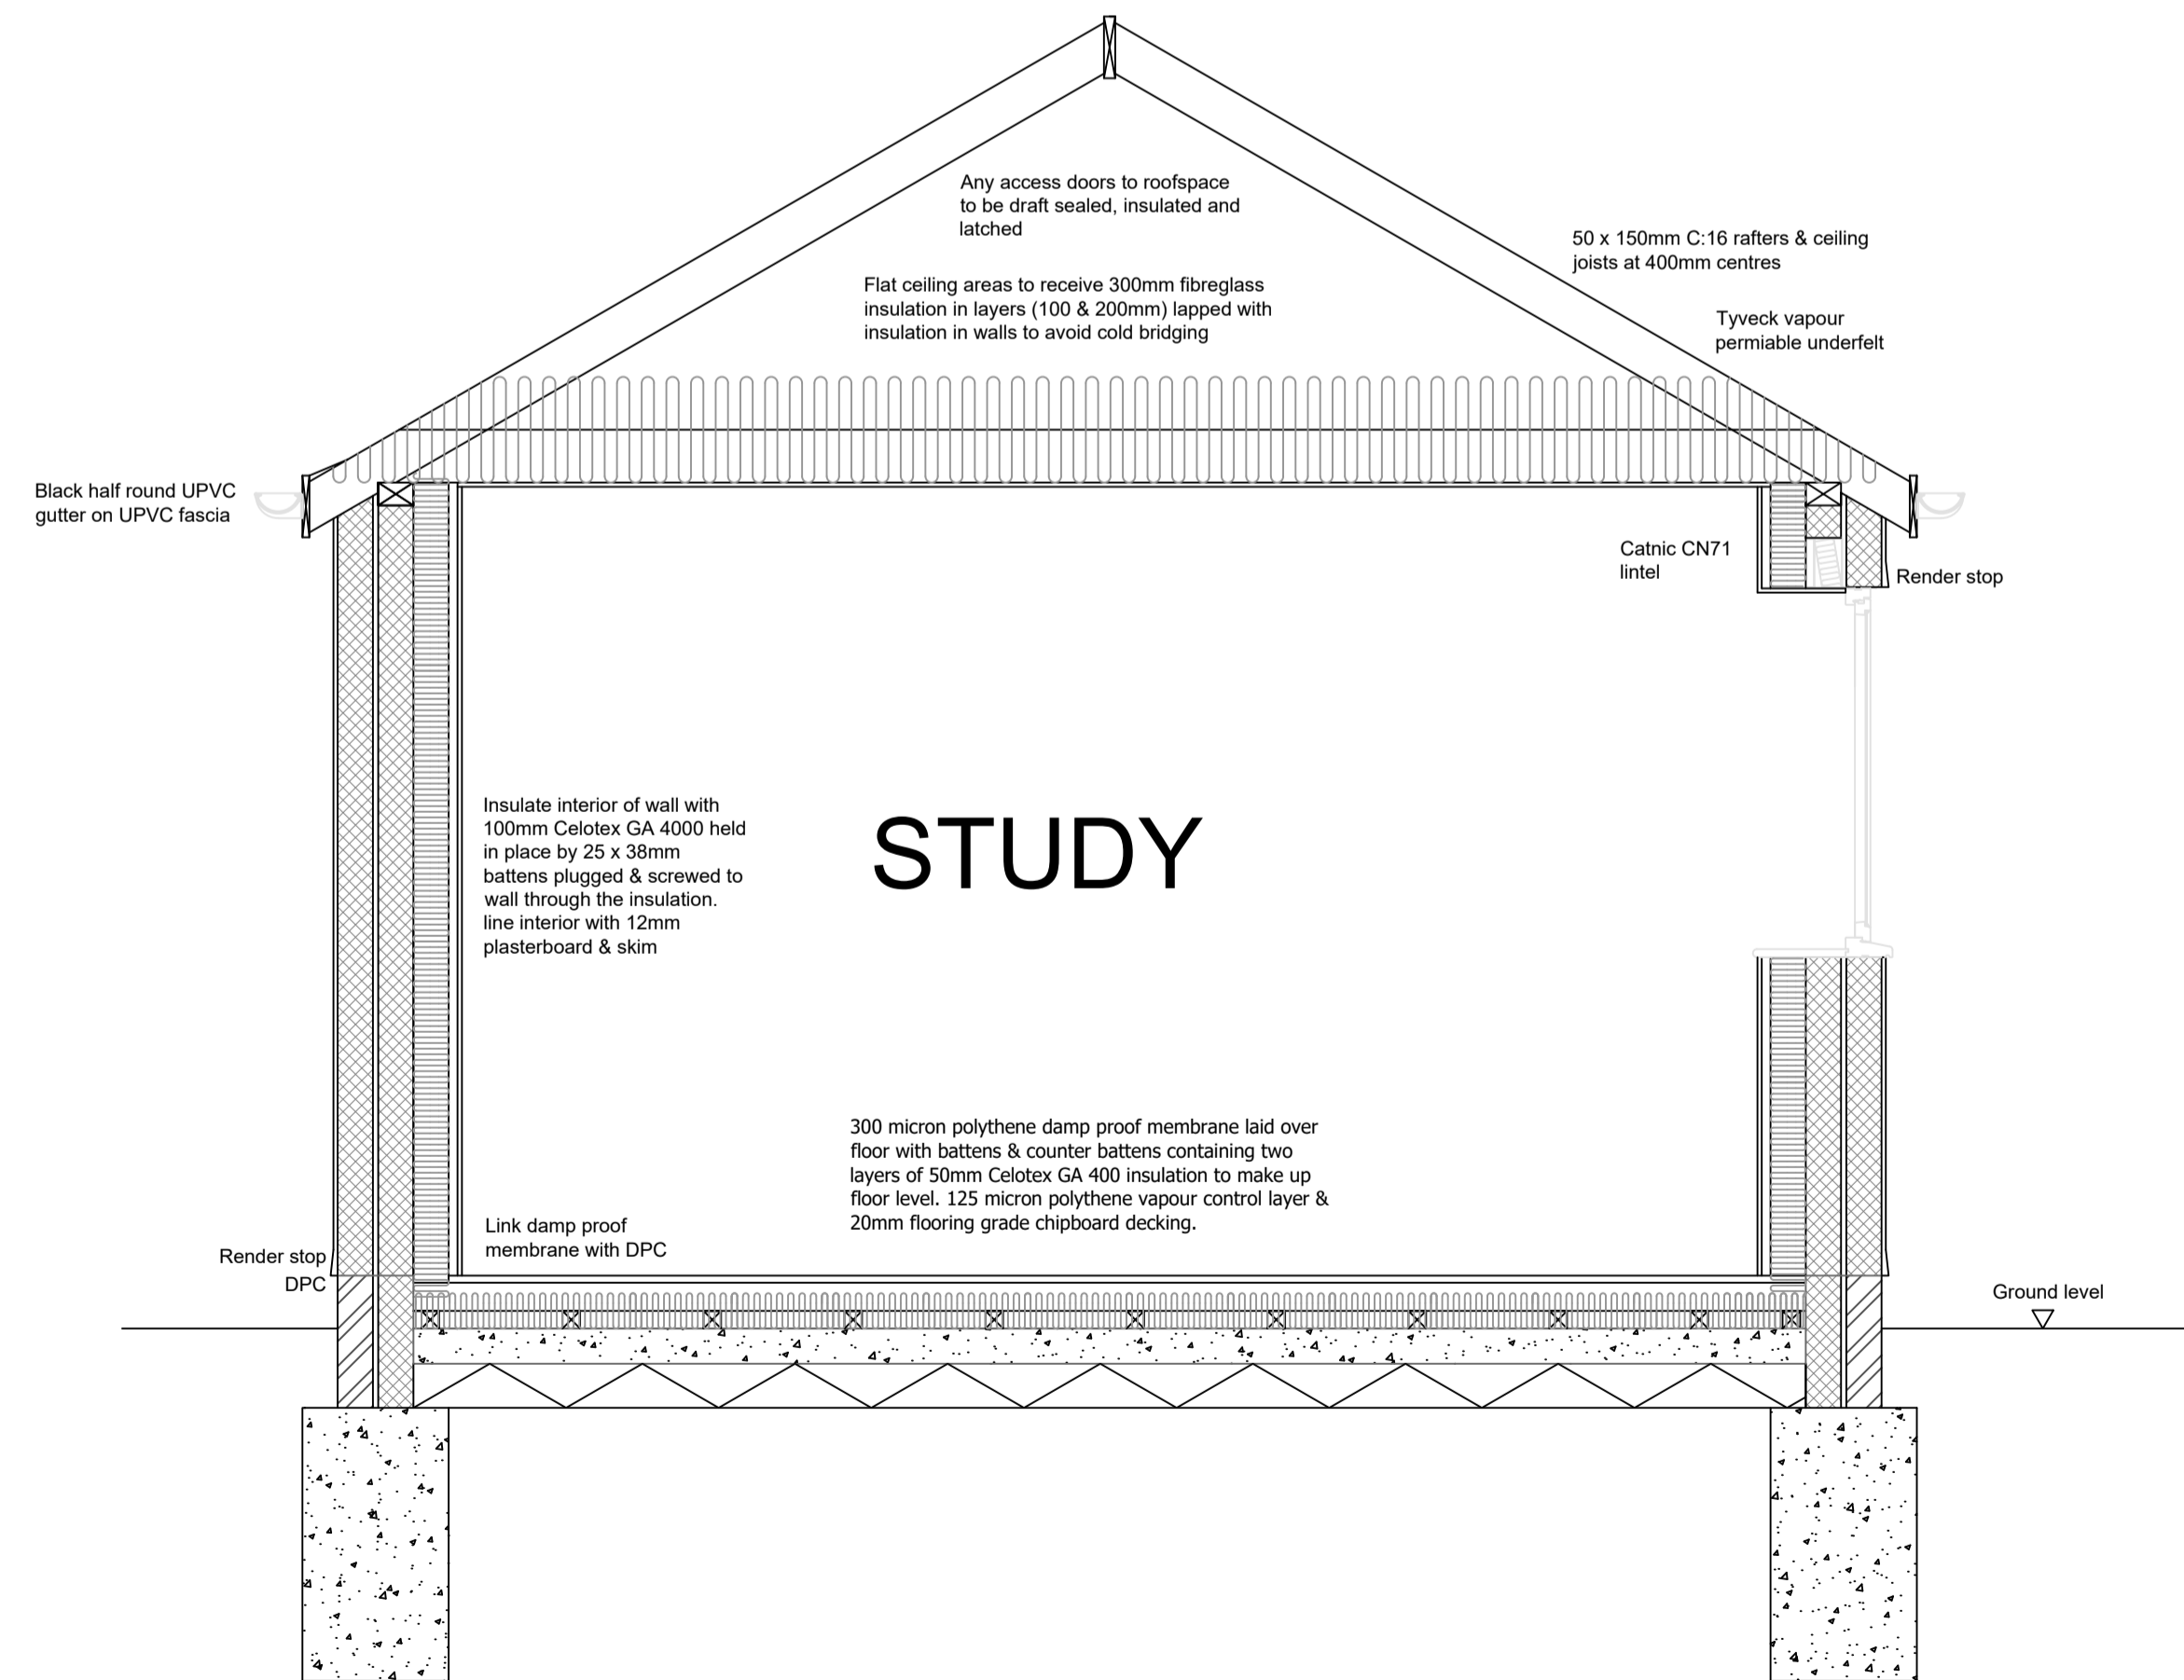 Any access doors to roofspace
to be draft sealed, insulated and
latched
50 x 150mm C:16 rafters & ceiling
joists at 400mm centres
Flat ceiling areas to receive 300mm fibreglass
insulation in layers (100 & 200mm) lapped with
insulation in walls to avoid cold bridging
Tyveck vapour
permiable underfelt
Black half round UPVC
gutter on UPVC fascia
Catnic CN71
lintel
Render stop
Insulate interior of wall with
100mm Celotex GA 4000 held
in place by 25 x 38mm
battens plugged & screwed to
wall through the insulation.
line interior with 12mm
plasterboard & skim
STUDY
300 micron polythene damp proof membrane laid over
floor with battens & counter battens containing two
layers of 50mm Celotex GA 400 insulation to make up
floor level. 125 micron polythene vapour control layer &
20mm flooring grade chipboard decking.
Link damp proof
membrane with DPC
Render stop
DPC
Ground level